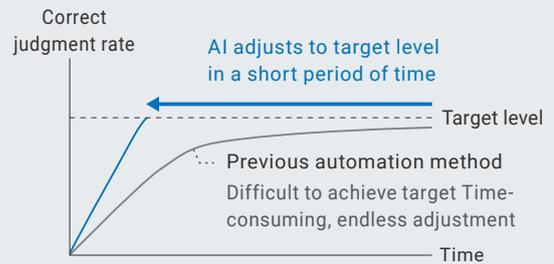 Correct
judgment rate
AI adjusts to target level
in a short period of time
Target level
Previous automation method
Difficult to achieve target Time-
consuming, endless adjustment
Time